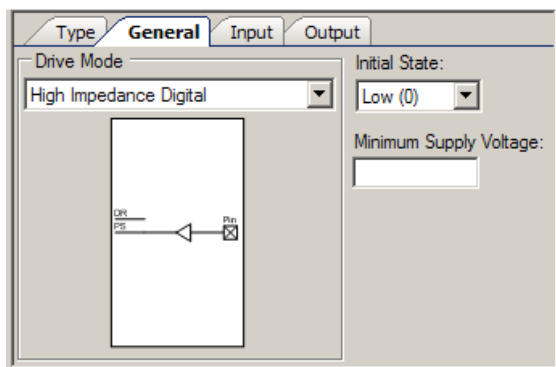 Type General Input Output
Drive Mode
High Impedance Digital
DR
PS
Pin
Initial State:
Low (0)
Minimum Supply Voltage: